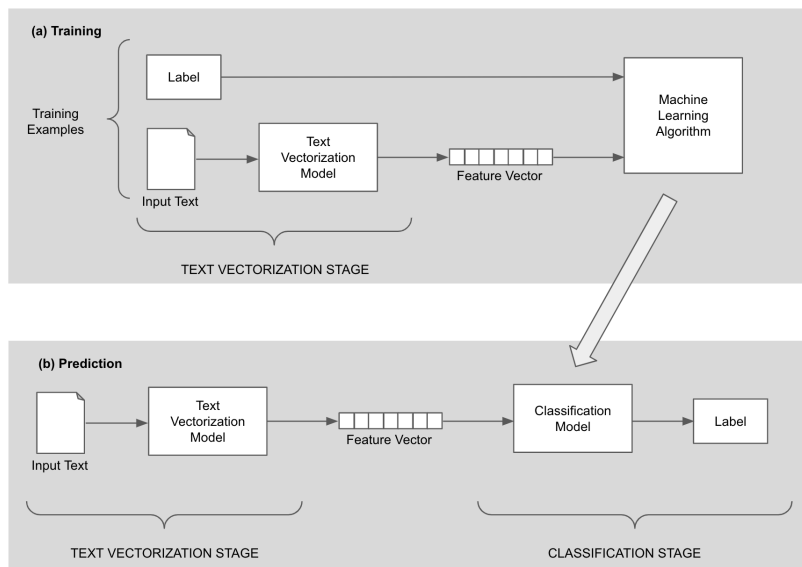 (a) Training
Label
Training
Examples
Input Text
Text
Vectorization
Model
Feature Vector
Machine
Learning
Algorithm
TEXT VECTORIZATION STAGE
(b) Prediction
Input Text
Text
Vectorization
Model
Feature Vector
Classification
Model
Label
TEXT VECTORIZATION STAGE
CLASSIFICATION STAGE